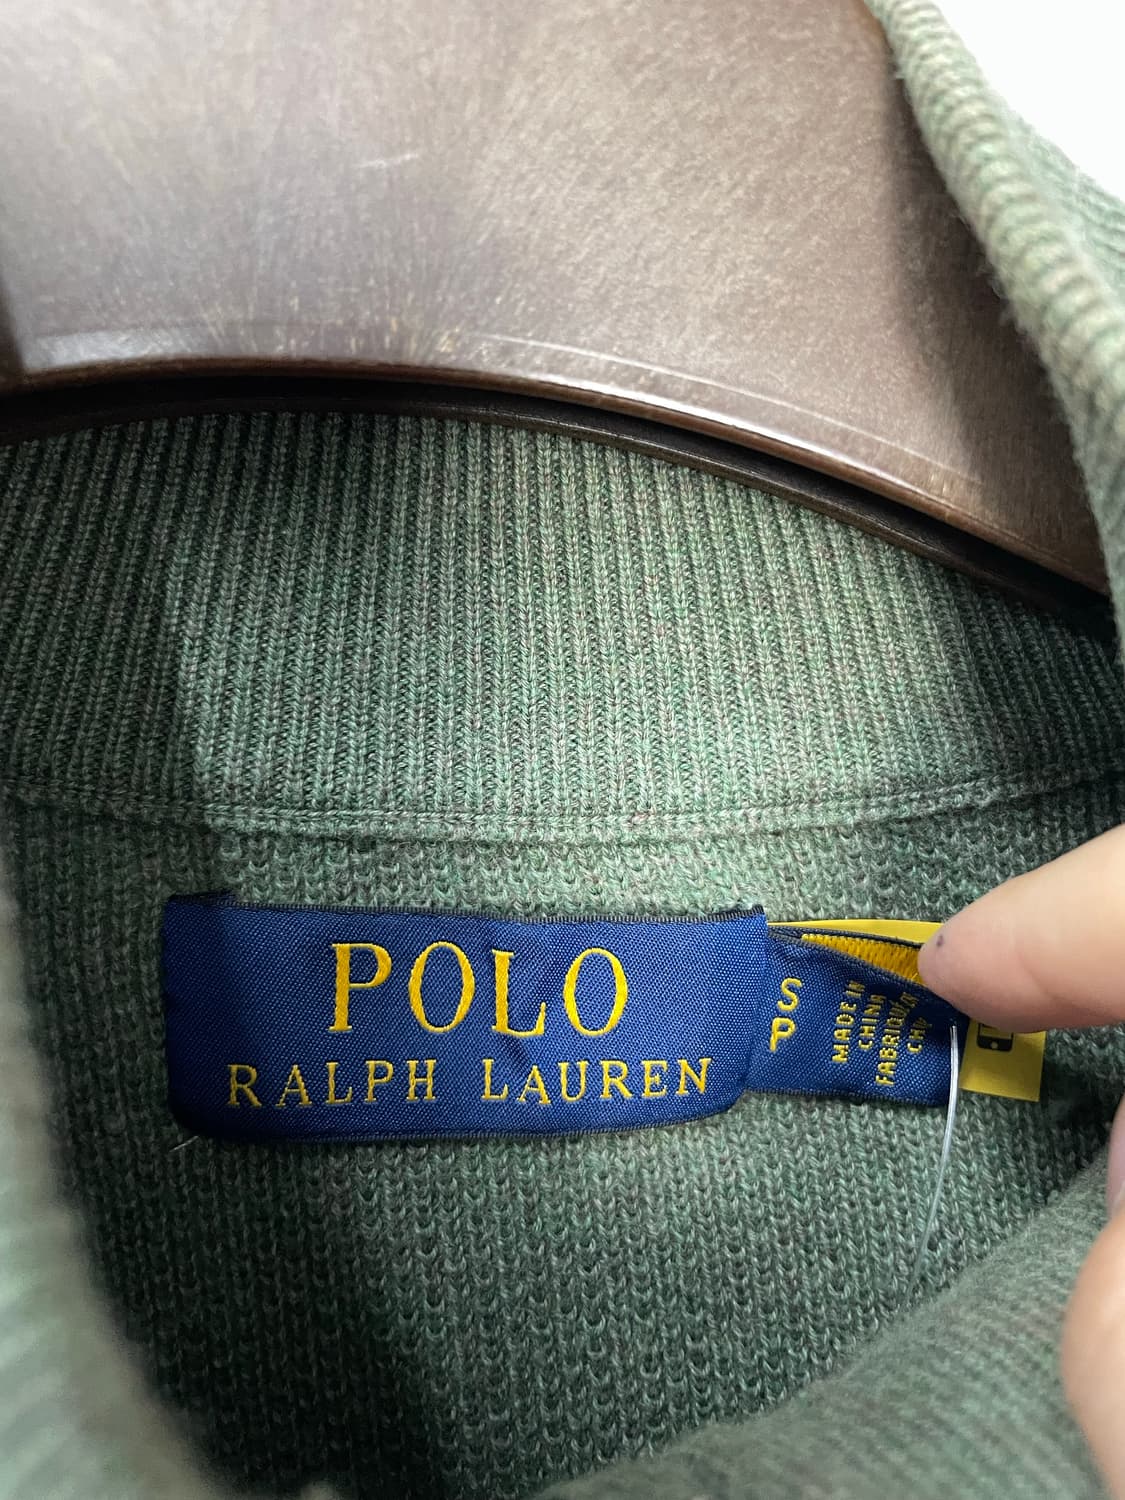 POLO
RALPH LAUREN
S
P
MADE IN
CHINA